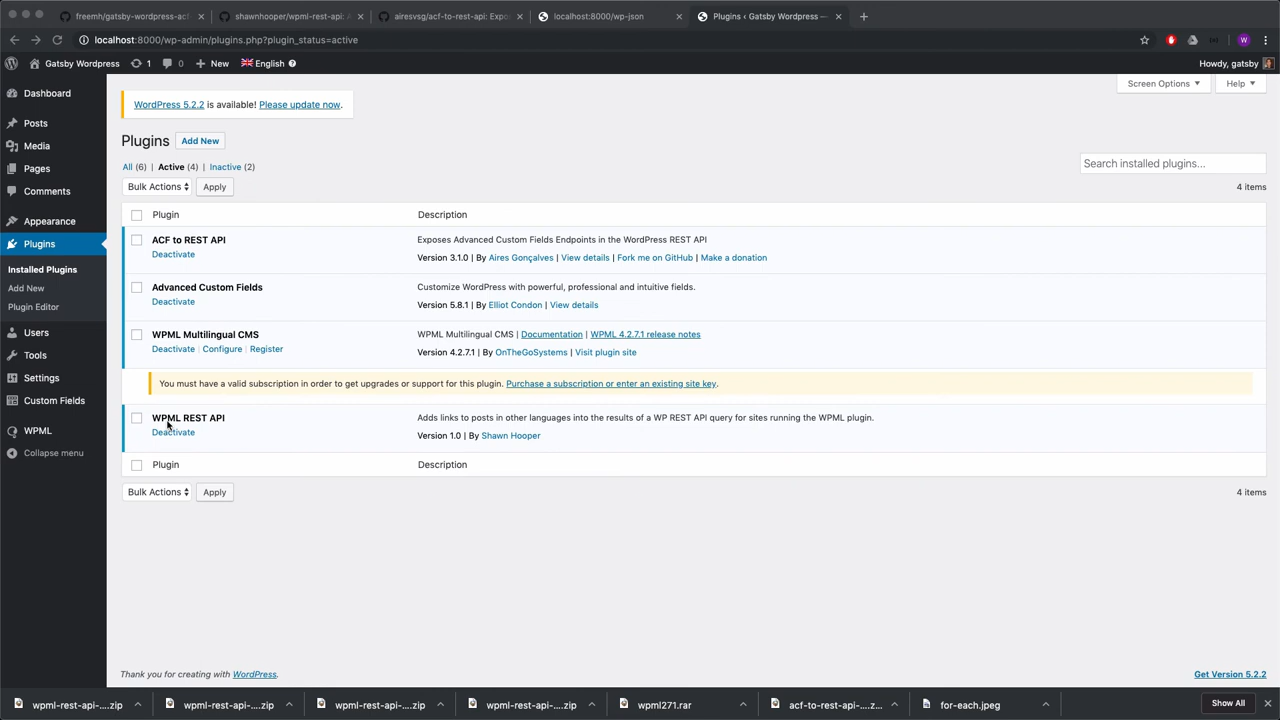 freemh/gatsby-wordpress-acf-
shawnhooper/wpml-rest-api: A
airesvsg/acf-to-rest-api: Expo
localhost:8000/wp-json
Plugins ‹ Gatsby Wordpress —
localhost:8000/wp-admin/plugins.php?plugin_status=active
W
Gatsby Wordpress
1
0
New
English
Howdy, gatsby
Dashboard
Posts
Media
Pages
Comments
Appearance
Plugins
Installed Plugins
Add New
Plugin Editor
Users
Tools
Settings
Custom Fields
WPML
Collapse menu
Screen Options
Help
WordPress 5.2.2 is available! Please update now.
Plugins
Add New
All (6) | Active (4) | Inactive (2)
Search installed plugins...
Bulk Actions
Apply
4 items
Plugin
Description
ACF to REST API
Deactivate
Exposes Advanced Custom Fields Endpoints in the WordPress REST API
Version 3.1.0 | By Aires Gonçalves | View details | Fork me on GitHub | Make a donation
Advanced Custom Fields
Deactivate
Customize WordPress with powerful, professional and intuitive fields.
Version 5.8.1 | By Elliot Condon | View details
WPML Multilingual CMS
Deactivate | Configure | Register
WPML Multilingual CMS | Documentation | WPML 4.2.7.1 release notes
Version 4.2.7.1 | By OnTheGoSystems | Visit plugin site
You must have a valid subscription in order to get upgrades or support for this plugin. Purchase a subscription or enter an existing site key.
WPML REST API
Deactivate
Adds links to posts in other languages into the results of a WP REST API query for sites running the WPML plugin.
Version 1.0 | By Shawn Hooper
Plugin
Description
Bulk Actions
Apply
4 items
Thank you for creating with WordPress.
Get Version 5.2.2
wpml-rest-api-....zip
wpml-rest-api-....zip
wpml-rest-api-....zip
wpml-rest-api-....zip
wpml271.rar
acf-to-rest-api-....z...
for-each.jpeg
Show All